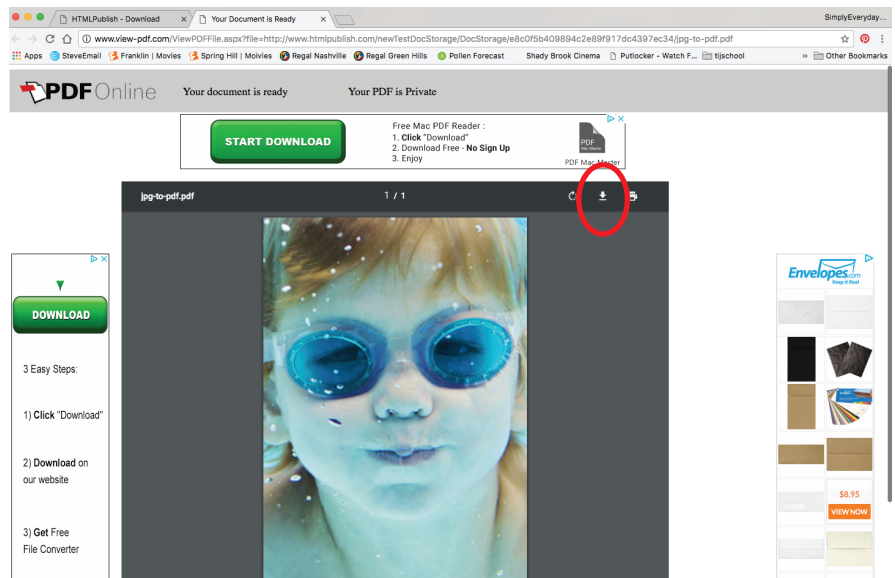 HTMLPublish - Download
Your Document is Ready
SimplyEveryday...
www.view-pdf.com/ViewPDFFile.aspx?file=http://www.htmlpublish.com/newTestDocStorage/DocStorage/e8c0f5b409894c2e89f917dc4397ec34/jpg-to-pdf.pdf
Apps SteveEmail Franklin | Movies Spring Hill | Moivies Regal Nashville Regal Green Hills Pollen Forecast Shady Brook Cinema Putlocker - Watch F... tijschool » Other Bookmarks
PDF Online Your document is ready Your PDF is Private
START DOWNLOAD
Free Mac PDF Reader :
1. Click "Download"
2. Download Free - No Sign Up
3. Enjoy
PDF
Mac Master
PDF Mac Master
jpg-to-pdf.pdf 1 / 1
DOWNLOAD
3 Easy Steps:
1) Click "Download"
2) Download on
our website
3) Get Free
File Converter
Envelopes.com
Keep it Real
$8.95
VIEW NOW